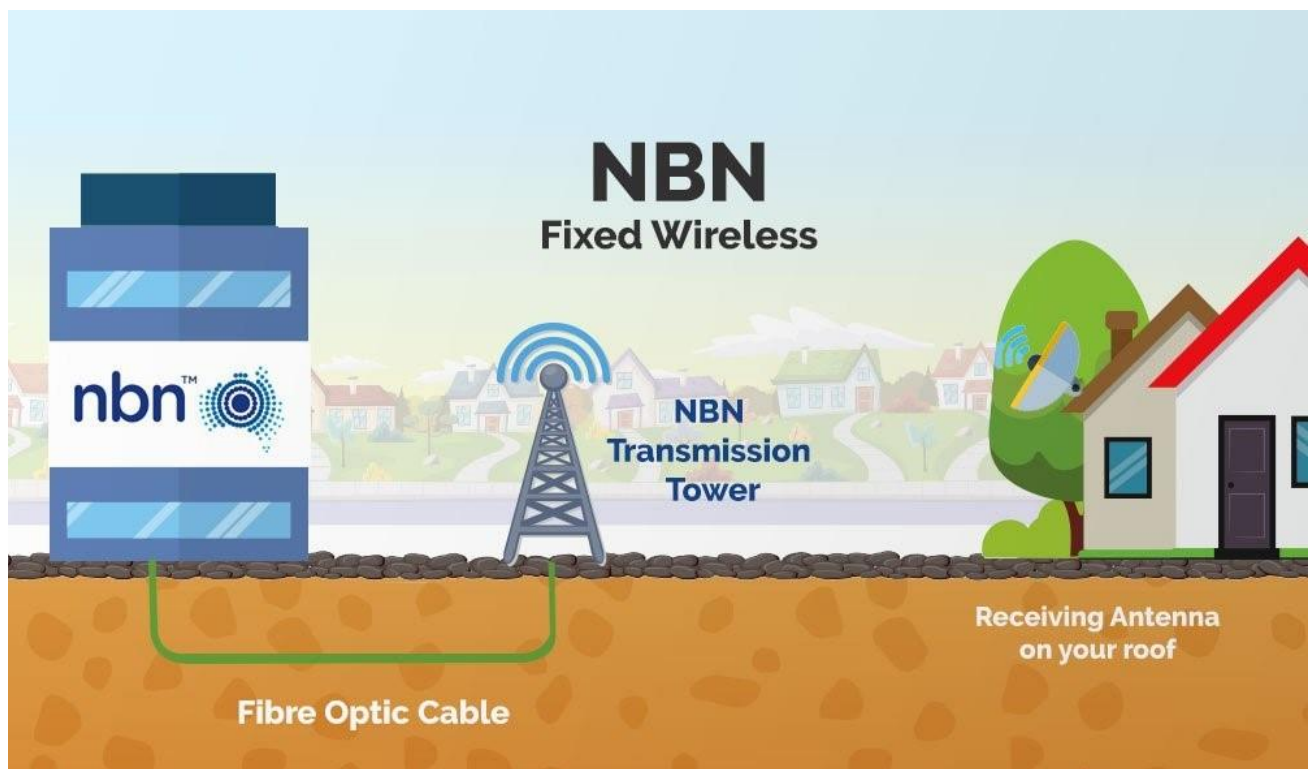 NBN
Fixed Wireless
nbn™
NBN
Transmission
Tower
Receiving Antenna
on your roof
Fibre Optic Cable